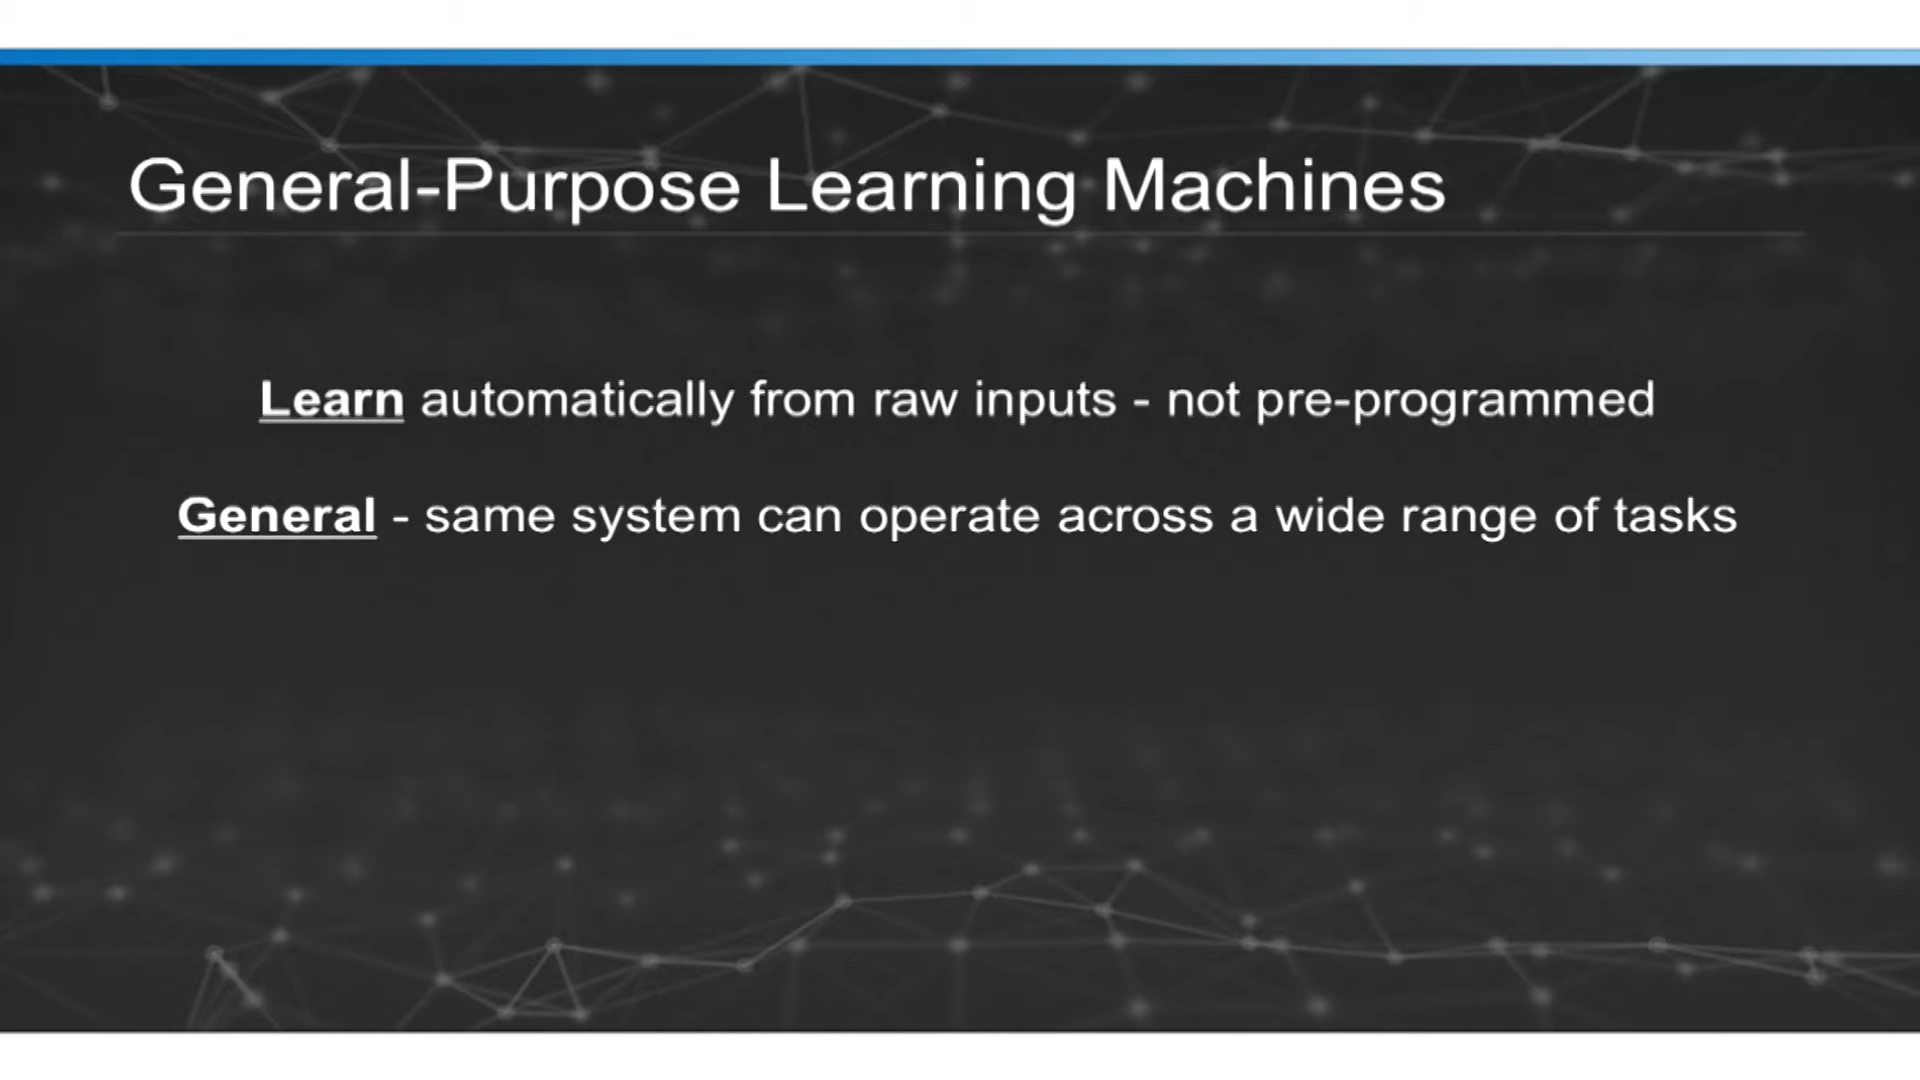 General-Purpose Learning Machines
Learn automatically from raw inputs - not pre-programmed
General - same system can operate across a wide range of tasks